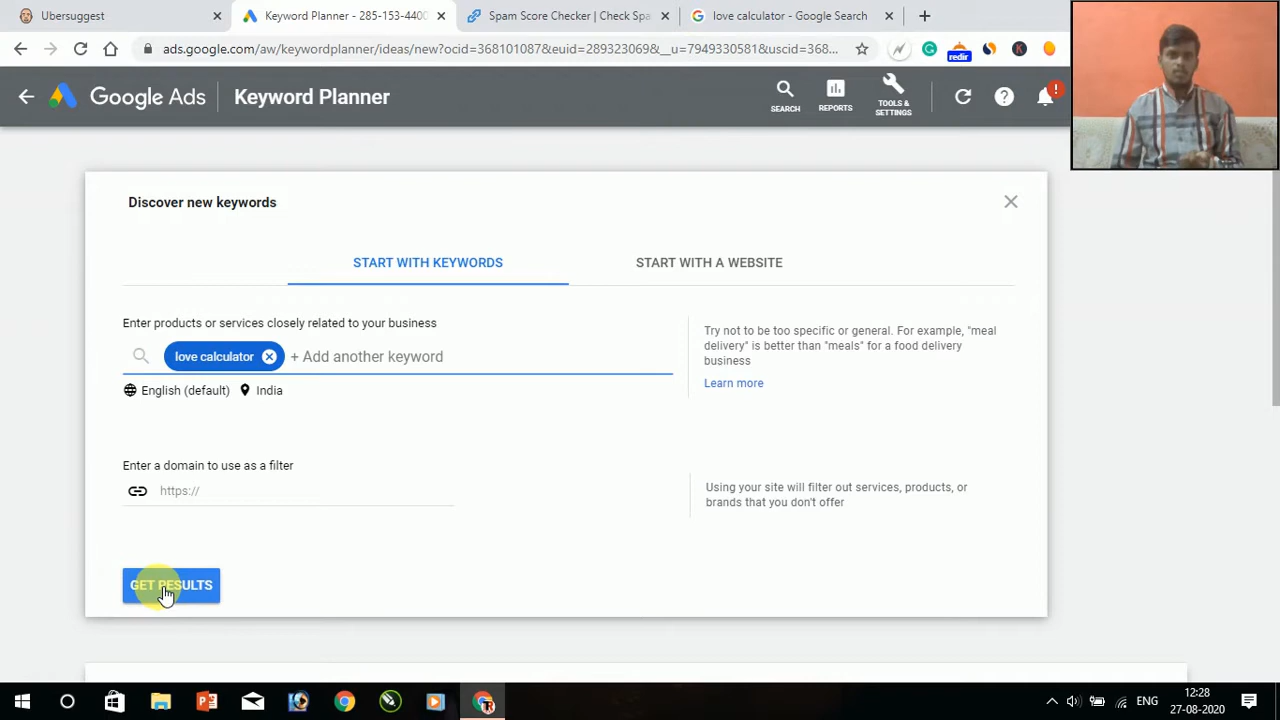 Ubersuggest
Keyword Planner - 285-153-4400
Spam Score Checker | Check Spa
love calculator - Google Search
ads.google.com/aw/keywordplanner/ideas/new?ocid=368101087&euid=289323069&__u=7949330581&uscid=368...
redir
Google Ads
Keyword Planner
SEARCH
REPORTS
TOOLS &
SETTINGS
Discover new keywords
START WITH KEYWORDS
START WITH A WEBSITE
Enter products or services closely related to your business
love calculator
+ Add another keyword
English (default)
India
Try not to be too specific or general. For example, "meal
delivery" is better than "meals" for a food delivery
business
Learn more
Enter a domain to use as a filter
https://
Using your site will filter out services, products, or
brands that you don't offer
GET RESULTS
ENG
12:28
27-08-2020